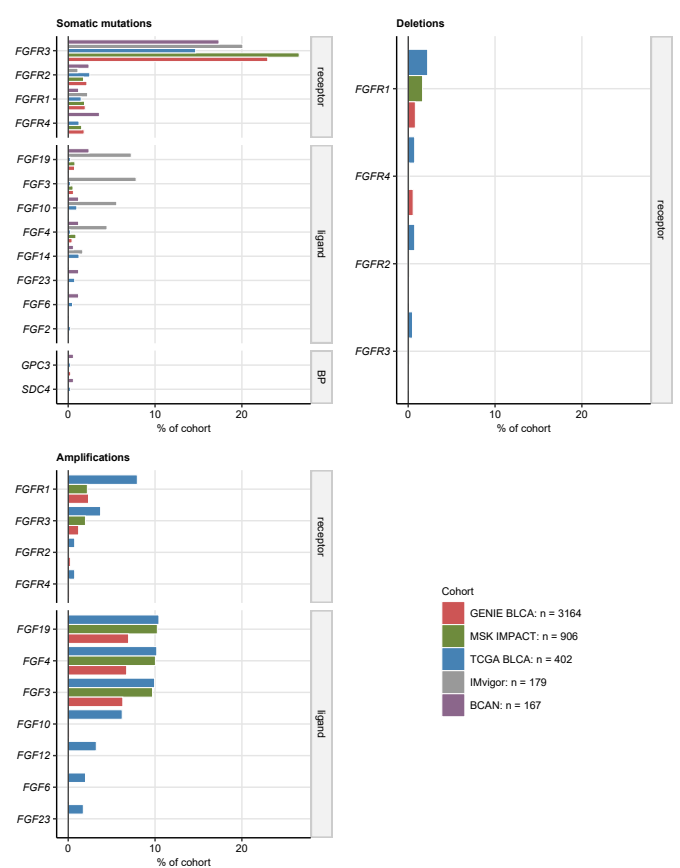 Somatic mutations
FGFR3
FGFR2
FGFR1
FGFR4
receptor
FGF19
FGF3
FGF10
FGF4
FGF14
FGF23
FGF6
FGF2
ligand
GPC3
SDC4
BP
0 10 20
% of cohort
Deletions
FGFR1
FGFR4
FGFR2
FGFR3
receptor
0 10 20
% of cohort
Amplifications
FGFR1
FGFR3
FGFR2
FGFR4
receptor
FGF19
FGF4
FGF3
FGF10
FGF12
FGF6
FGF23
ligand
0 10 20
% of cohort
Cohort
GENIE BLCA: n = 3164
MSK IMPACT: n = 906
TCGA BLCA: n = 402
IMvigor: n = 179
BCAN: n = 167